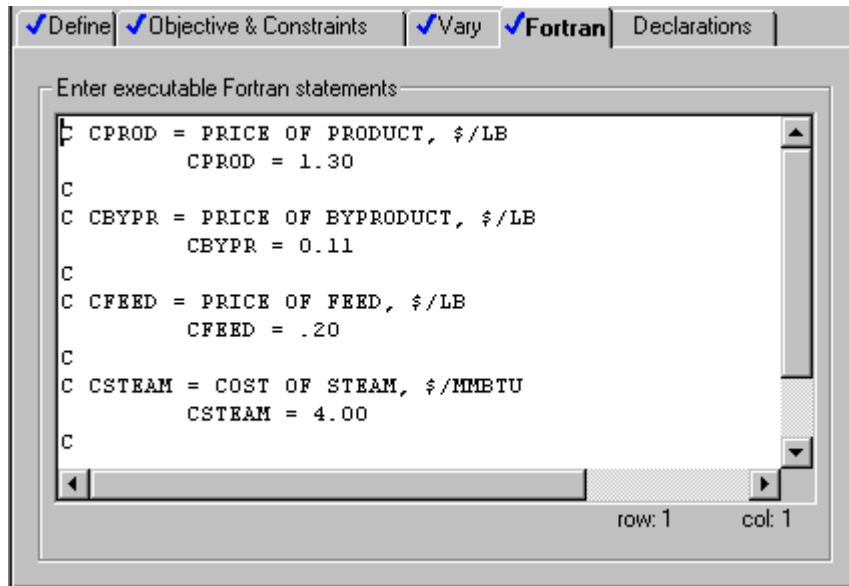 Define Objective & Constraints Vary Fortran Declarations
Enter executable Fortran statements
C CPROD = PRICE OF PRODUCT, $/LB
CPROD = 1.30
C
C CBYPR = PRICE OF BYPRODUCT, $/LB
CBYPR = 0.11
C
C CFEED = PRICE OF FEED, $/LB
CFEED = .20
C
C CSTEAM = COST OF STEAM, $/MMBTU
CSTEAM = 4.00
C
row: 1 col: 1